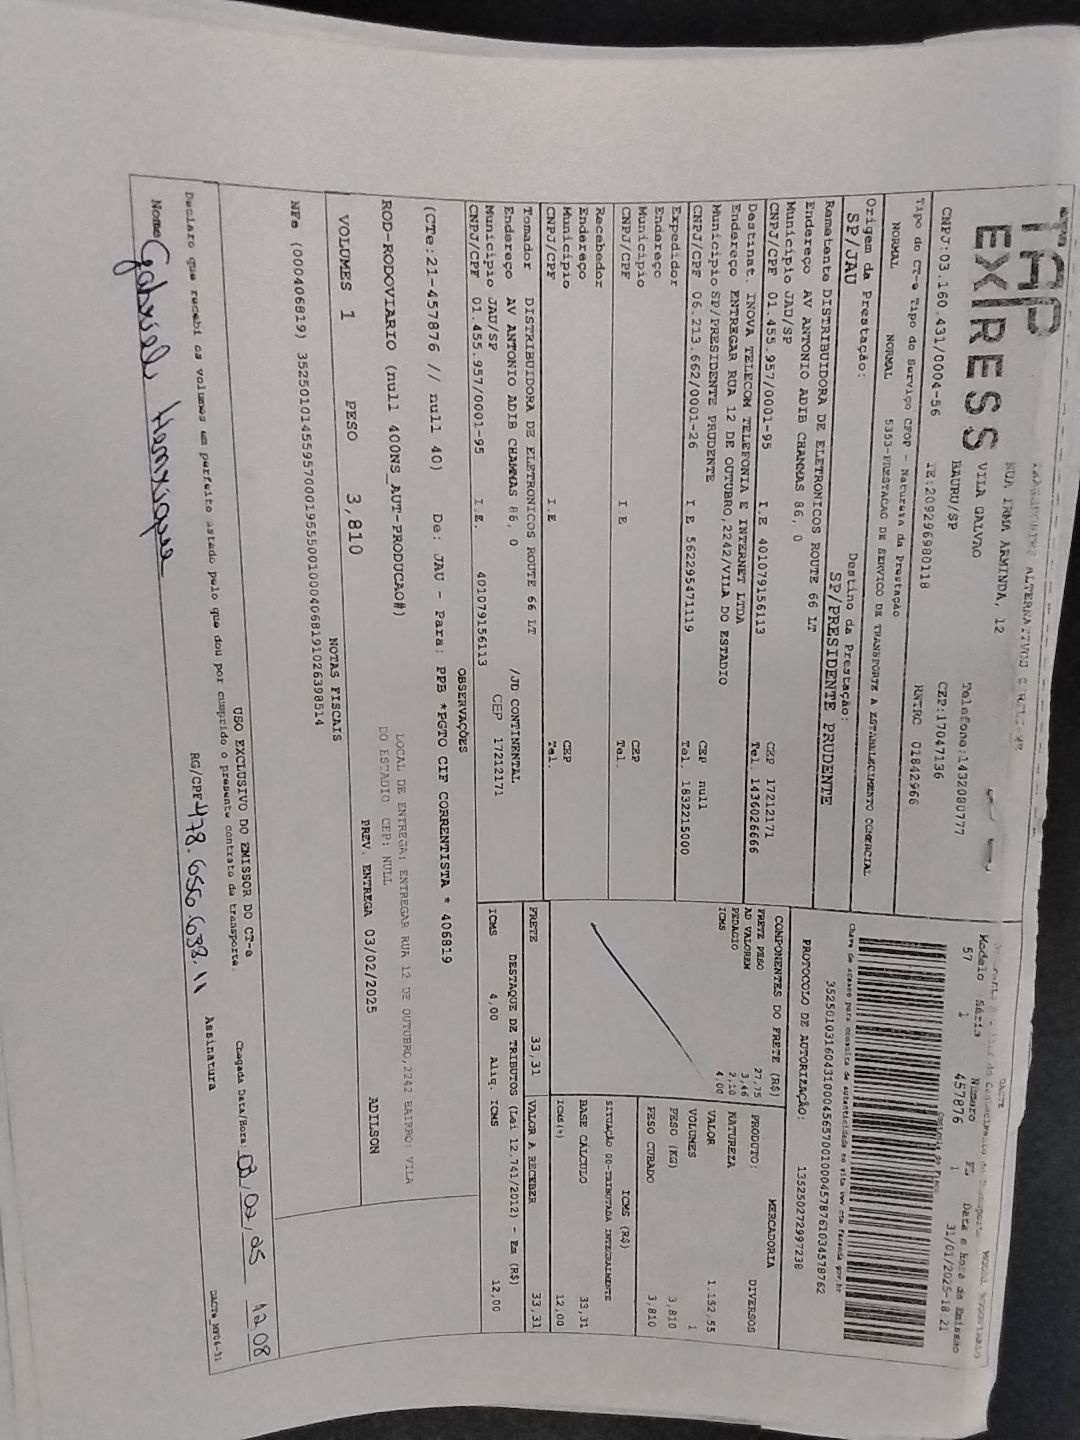 TAP
EXPRESS
RUA IRMA ARMINDA, 12
VILA GALVAO
BAURU/SP
Telefone:1432080777
CEP:17047136
CNPJ:03.160.431/0004-56
IE:209296980118
RNTRC 01842966
DACTE
Modelo Série Número FL Data e Hora de Emissão
57 1 457876 1 31/01/2025-18:21
Tipo do CT-e Tipo do Serviço CFOP - Natureza da Prestação
NORMAL NORMAL 5353-PRESTACAO DE SERVICO DE TRANSPORTE A ESTABELECIMENTO COMERCIAL
Chave de acesso para consulta de autenticidade no site www.cte.fazenda.gov.br
PROTOCOLO DE AUTORIZAÇÃO: 135250272997238
Origem da Prestação: Destino da Prestação:
SP/JAU SP/PRESIDENTE PRUDENTE
Remetente DISTRIBUIDORA DE ELETRONICOS ROUTE 66 LT
Endereço AV ANTONIO ADIB CHAMMAS 86, 0
Município JAU/SP CEP 17212171
CNPJ/CPF 01.455.957/0001-95 I.E 401079156113 Tel. 1436026666
Destinat. INOVA TELECOM TELEFONIA E INTERNET LTDA
Endereço ENTREGAR RUA 12 DE OUTUBRO,2242/VILA DO ESTADIO
Município SP/PRESIDENTE PRUDENTE CEP null
CNPJ/CPF 06.213.662/0001-26 I E 562295471119 Tel. 1832215000
Expedidor
Endereço
Município CEP
CNPJ/CPF I E Tel.
Recebedor
Endereço
Município CEP
CNPJ/CPF I.E Tel.
Tomador DISTRIBUIDORA DE ELETRONICOS ROUTE 66 LT
Endereço AV ANTONIO ADIB CHAMMAS 86, 0 /JD CONTINENTAL
Município JAU/SP CEP 17212171
CNPJ/CPF 01.455.957/0001-95 I.E. 401079156113
COMPONENTES DO FRETE (R$)
FRETE PESO 27,75
AD VALOREM 3,46
PEDAGIO 2,10
ICMS 4,00
MERCADORIA
PRODUTO: DIVERSOS
NATUREZA
VALOR 1.152,55
VOLUMES 1
PESO (KG) 3,810
PESO CUBADO 3,810
ICMS (R$)
SITUAÇÃO 00-TRIBUTADA INTEGRALMENTE
BASE CÁLCULO 33,31
ICMS(%) 12,00
FRETE 33,31 VALOR A RECEBER 33,31
DESTAQUE DE TRIBUTOS (Lei 12.741/2012) - Em (R$)
ICMS 4,00 Aliq. ICMS 12,00
OBSERVAÇÕES
(CTe:21-457876 // null 40) De: JAU - Para: PPB *PGTO CIF CORRENTISTA * 406819
LOCAL DE ENTREGA: ENTREGAR RUA 12 DE OUTUBRO,2242 BAIRRO: VILA
DO ESTADIO CEP: NULL
ROD-RODOVIARIO (null 400NS_AUT-PRODUCAO#)
PREV. ENTREGA 03/02/2025 ADILSON
VOLUMES 1 PESO 3,810
NOTAS FISCAIS
USO EXCLUSIVO DO EMISSOR DO CT-e
Declaro que recebi os volumes em perfeito estado pelo que dou por cumprido o presente contrato de transporte.
Chegada Data/Hora: 03/02/25 12 08
Nome Gabriele Henrique RG/CPF Assinatura